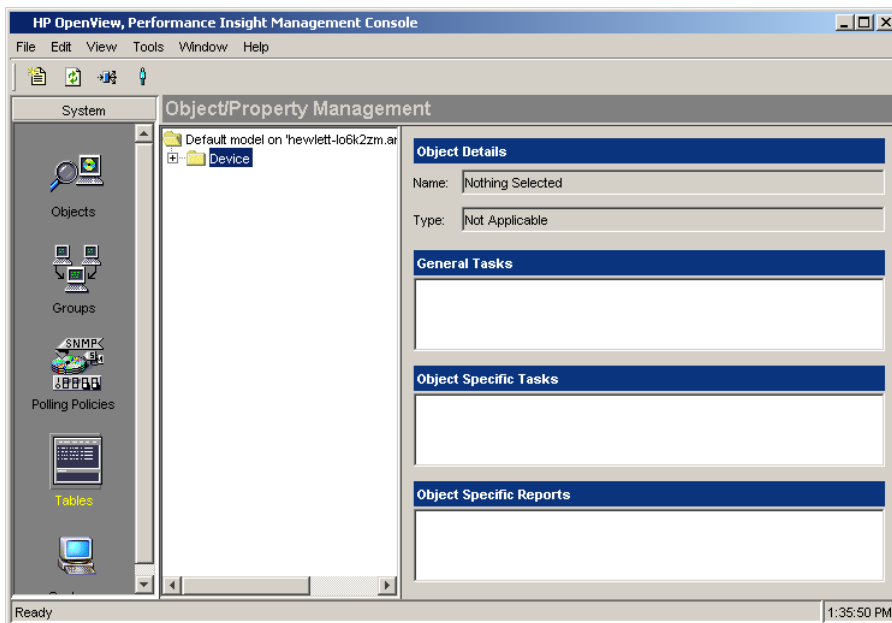 HP OpenView, Performance Insight Management Console
File Edit View Tools Window Help
System
Object/Property Management
Objects
Groups
SNMP
Polling Policies
Tables
Default model on 'hewlett-lo6k2zm.ar
Device
Object Details
Name: Nothing Selected
Type: Not Applicable
General Tasks
Object Specific Tasks
Object Specific Reports
Ready
1:35:50 PM